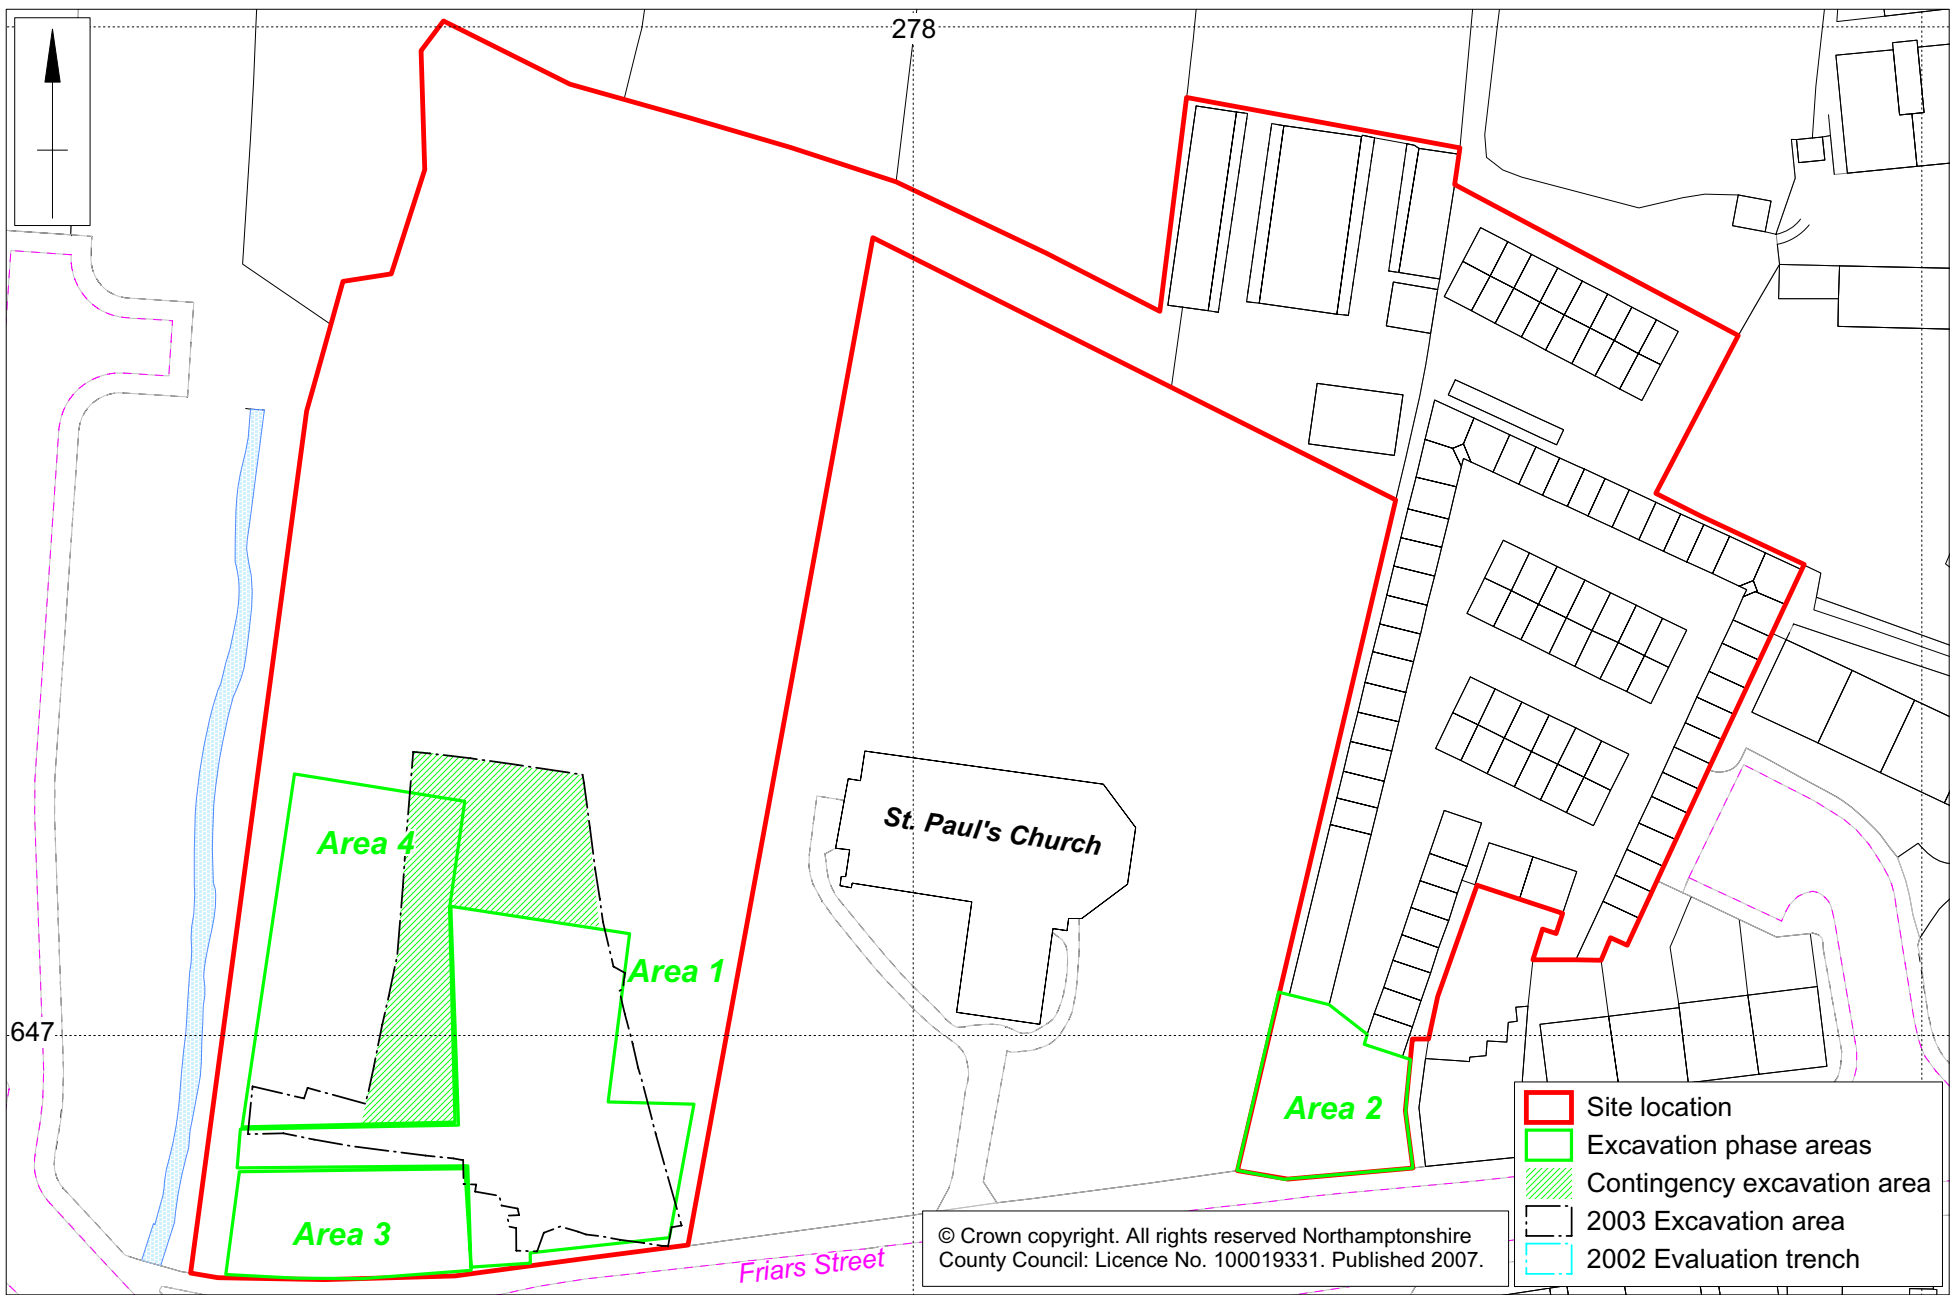 278
Area 4
St. Paul's Church
Area 1
647
Area 2
Area 3
Friars Street
Site location
Excavation phase areas
Contingency excavation area
2003 Excavation area
2002 Evaluation trench
© Crown copyright. All rights reserved Northamptonshire
County Council: Licence No. 100019331. Published 2007.